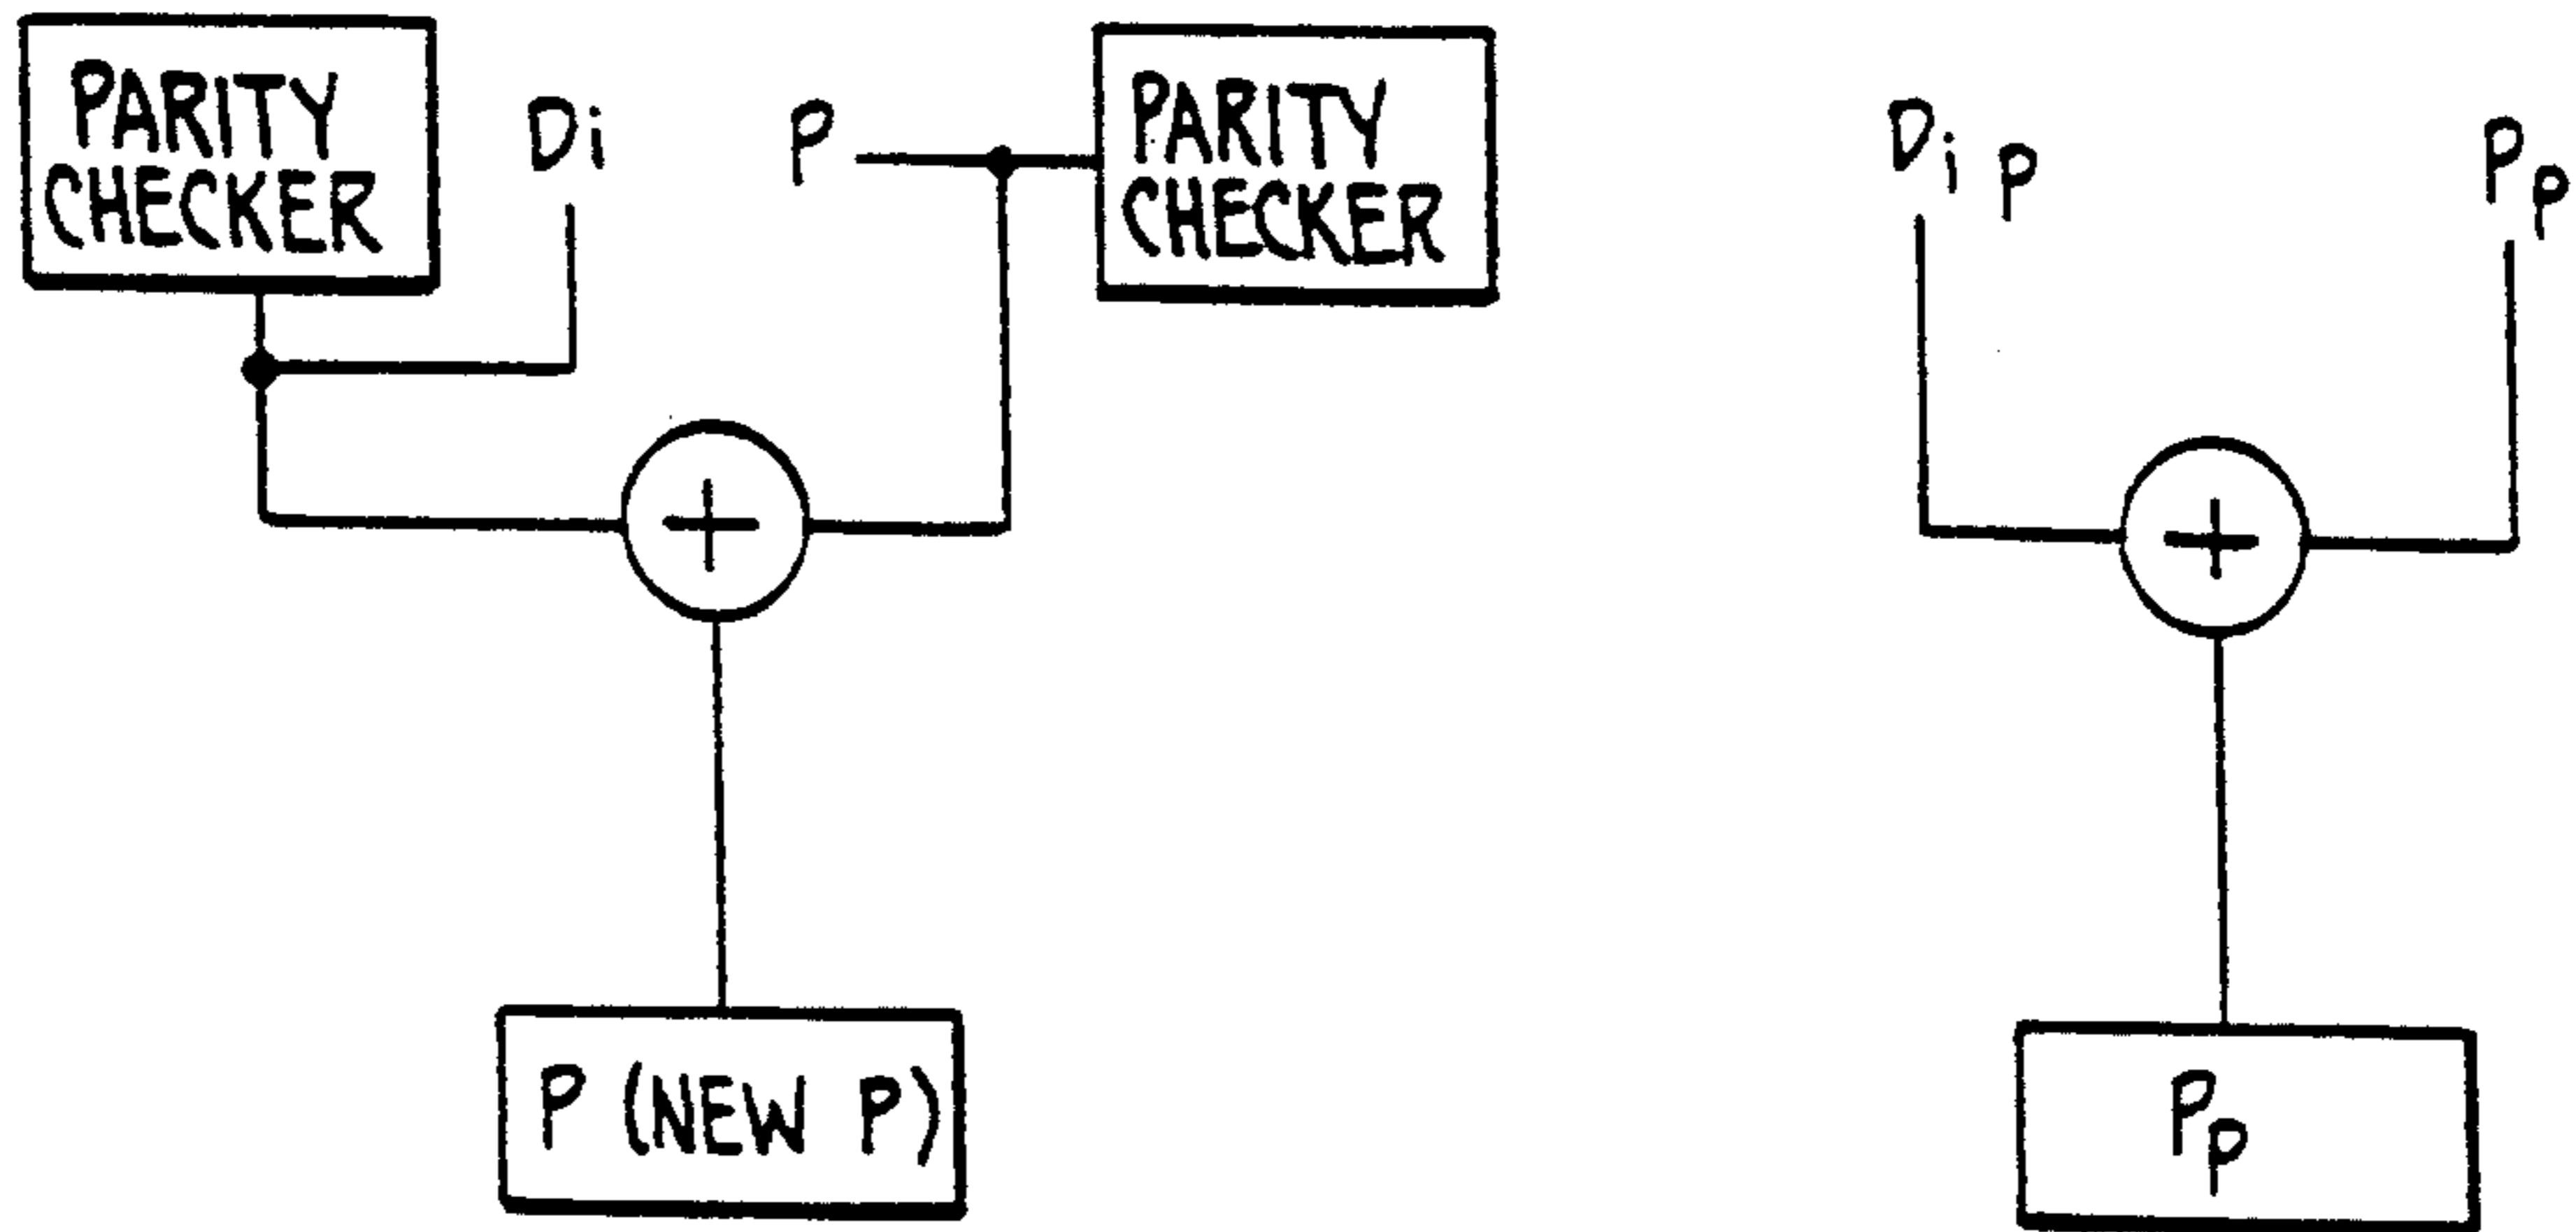 PARITY
CHECKER
Di
P
PARITY
CHECKER
Di P
Pp
+
+
P (NEW P)
Pp